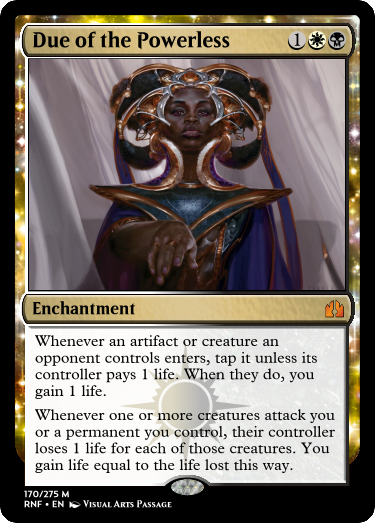 Due of the Powerless 1
Enchantment
Whenever an artifact or creature an
opponent controls enters, tap it unless its
controller pays 1 life. When they do, you
gain 1 life.
Whenever one or more creatures attack you
or a permanent you control, their controller
loses 1 life for each of those creatures. You
gain life equal to the life lost this way.
170/275 M
RNF • EN Visual Arts Passage